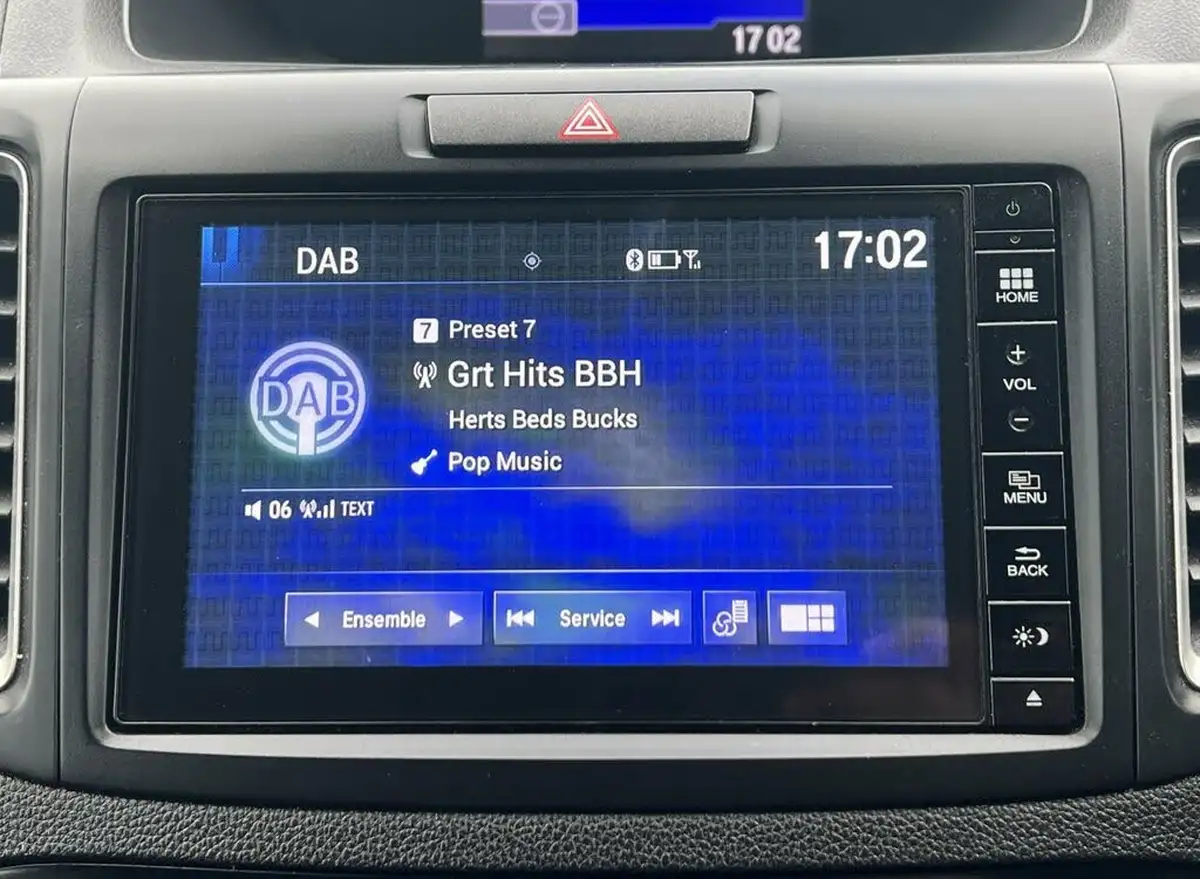 17 02
DAB
17:02
HOME
7 Preset 7
DAB
Grt Hits BBH
Herts Beds Bucks
Pop Music
VOL
06 TEXT
MENU
BACK
Ensemble
Service